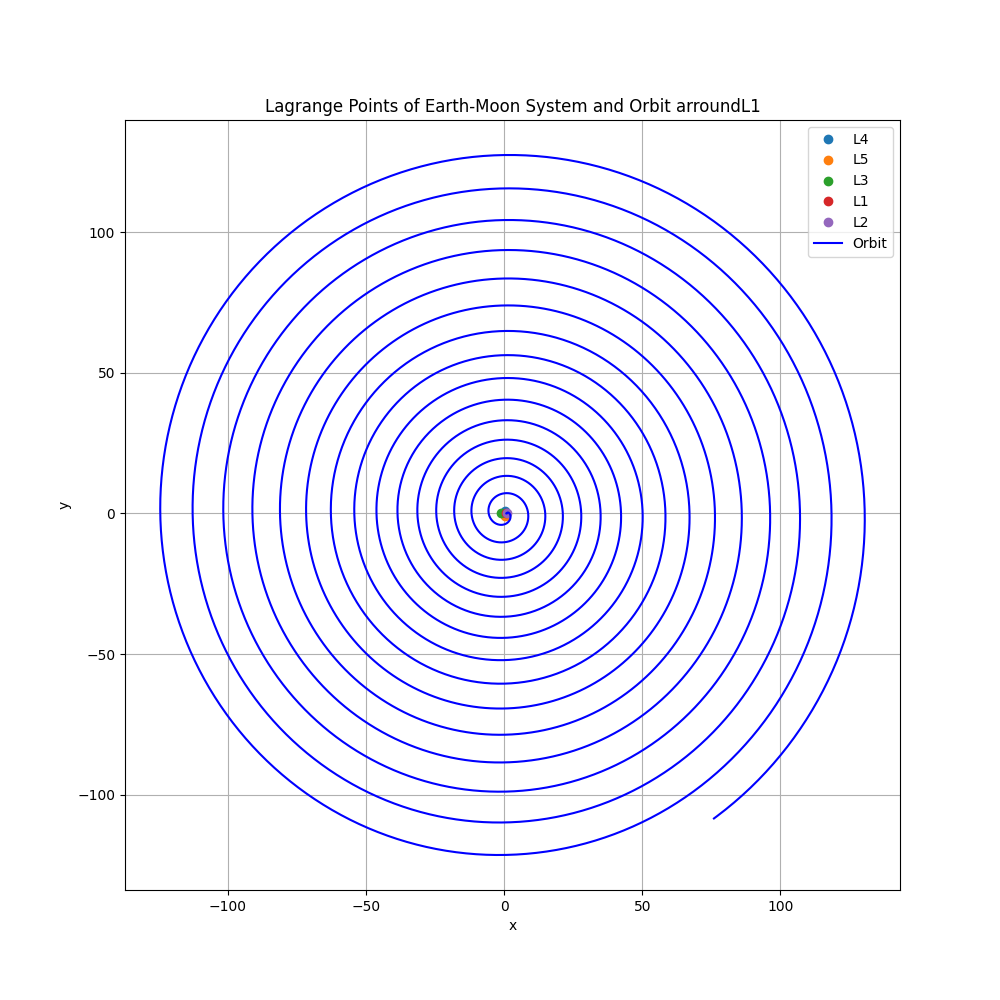 Lagrange Points of Earth-Moon System and Orbit arroundL1
L4
L5
L3
L1
L2
Orbit
y
100
50
0
−50
−100
−100
−50
0
50
100
x